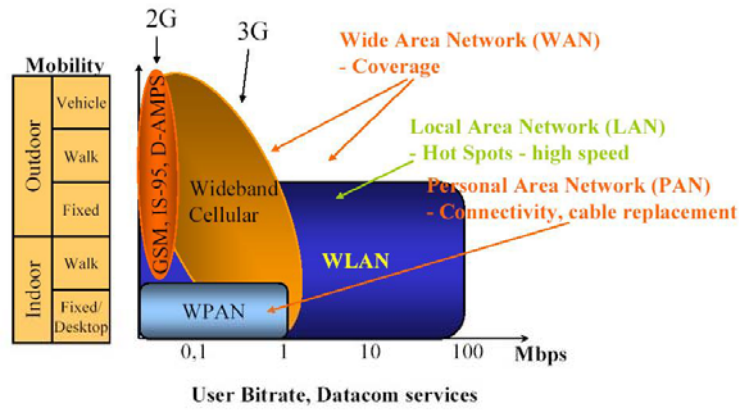 2G
3G
Wide Area Network (WAN)
- Coverage
Mobility
Outdoor
Vehicle
Walk
Fixed
Indoor
Walk
Fixed/
Desktop
GSM, IS-95, D-AMPS
Wideband
Cellular
Local Area Network (LAN)
- Hot Spots - high speed
Personal Area Network (PAN)
- Connectivity, cable replacement
WLAN
WPAN
0,1
1
10
100
Mbps
User Bitrate, Datacom services